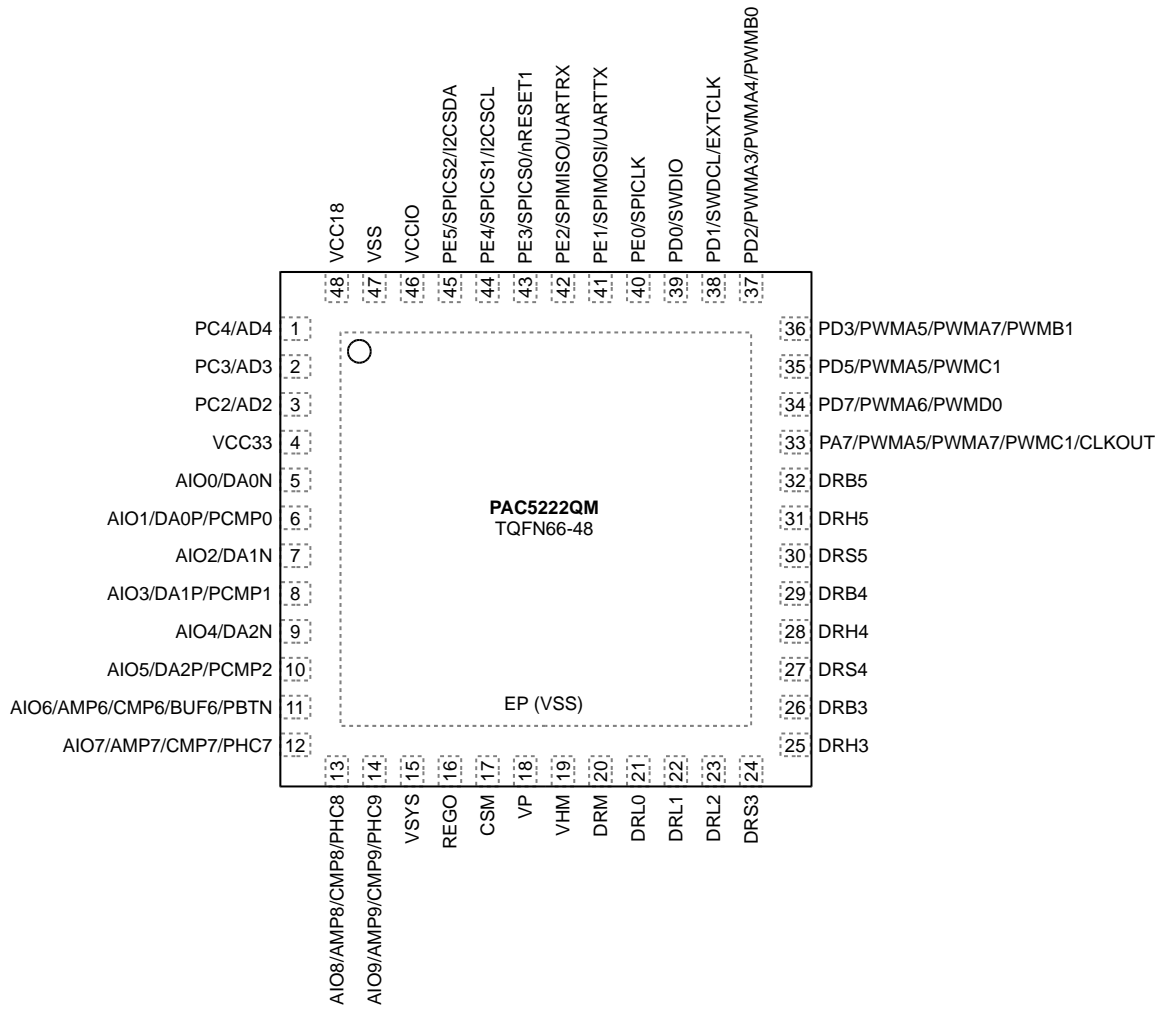 VCC18
VSS
VCCIO
PE5/SPICS2/I2CSDA
PE4/SPICS1/I2CSCL
PE3/SPICS0/nRESET1
PE2/SPIMISO/UARTRX
PE1/SPIMOSI/UARTTX
PE0/SPICLK
PD0/SWDIO
PD1/SWDCL/EXTCLK
PD2/PWMA3/PWMA4/PWMB0
48
47
46
45
44
43
42
41
40
39
38
37
PC4/AD4 1
PC3/AD3 2
PC2/AD2 3
VCC33 4
AIO0/DA0N 5
AIO1/DA0P/PCMP0 6
AIO2/DA1N 7
AIO3/DA1P/PCMP1 8
AIO4/DA2N 9
AIO5/DA2P/PCMP2 10
AIO6/AMP6/CMP6/BUF6/PBTN 11
AIO7/AMP7/CMP7/PHC7 12
PAC5222QM
TQFN66-48
EP (VSS)
36 PD3/PWMA5/PWMA7/PWMB1
35 PD5/PWMA5/PWMC1
34 PD7/PWMA6/PWMD0
33 PA7/PWMA5/PWMA7/PWMC1/CLKOUT
32 DRB5
31 DRH5
30 DRS5
29 DRB4
28 DRH4
27 DRS4
26 DRB3
25 DRH3
13
14
15
16
17
18
19
20
21
22
23
24
AIO8/AMP8/CMP8/PHC8
AIO9/AMP9/CMP9/PHC9
VSYS
REGO
CSM
VP
VHM
DRM
DRL0
DRL1
DRL2
DRS3